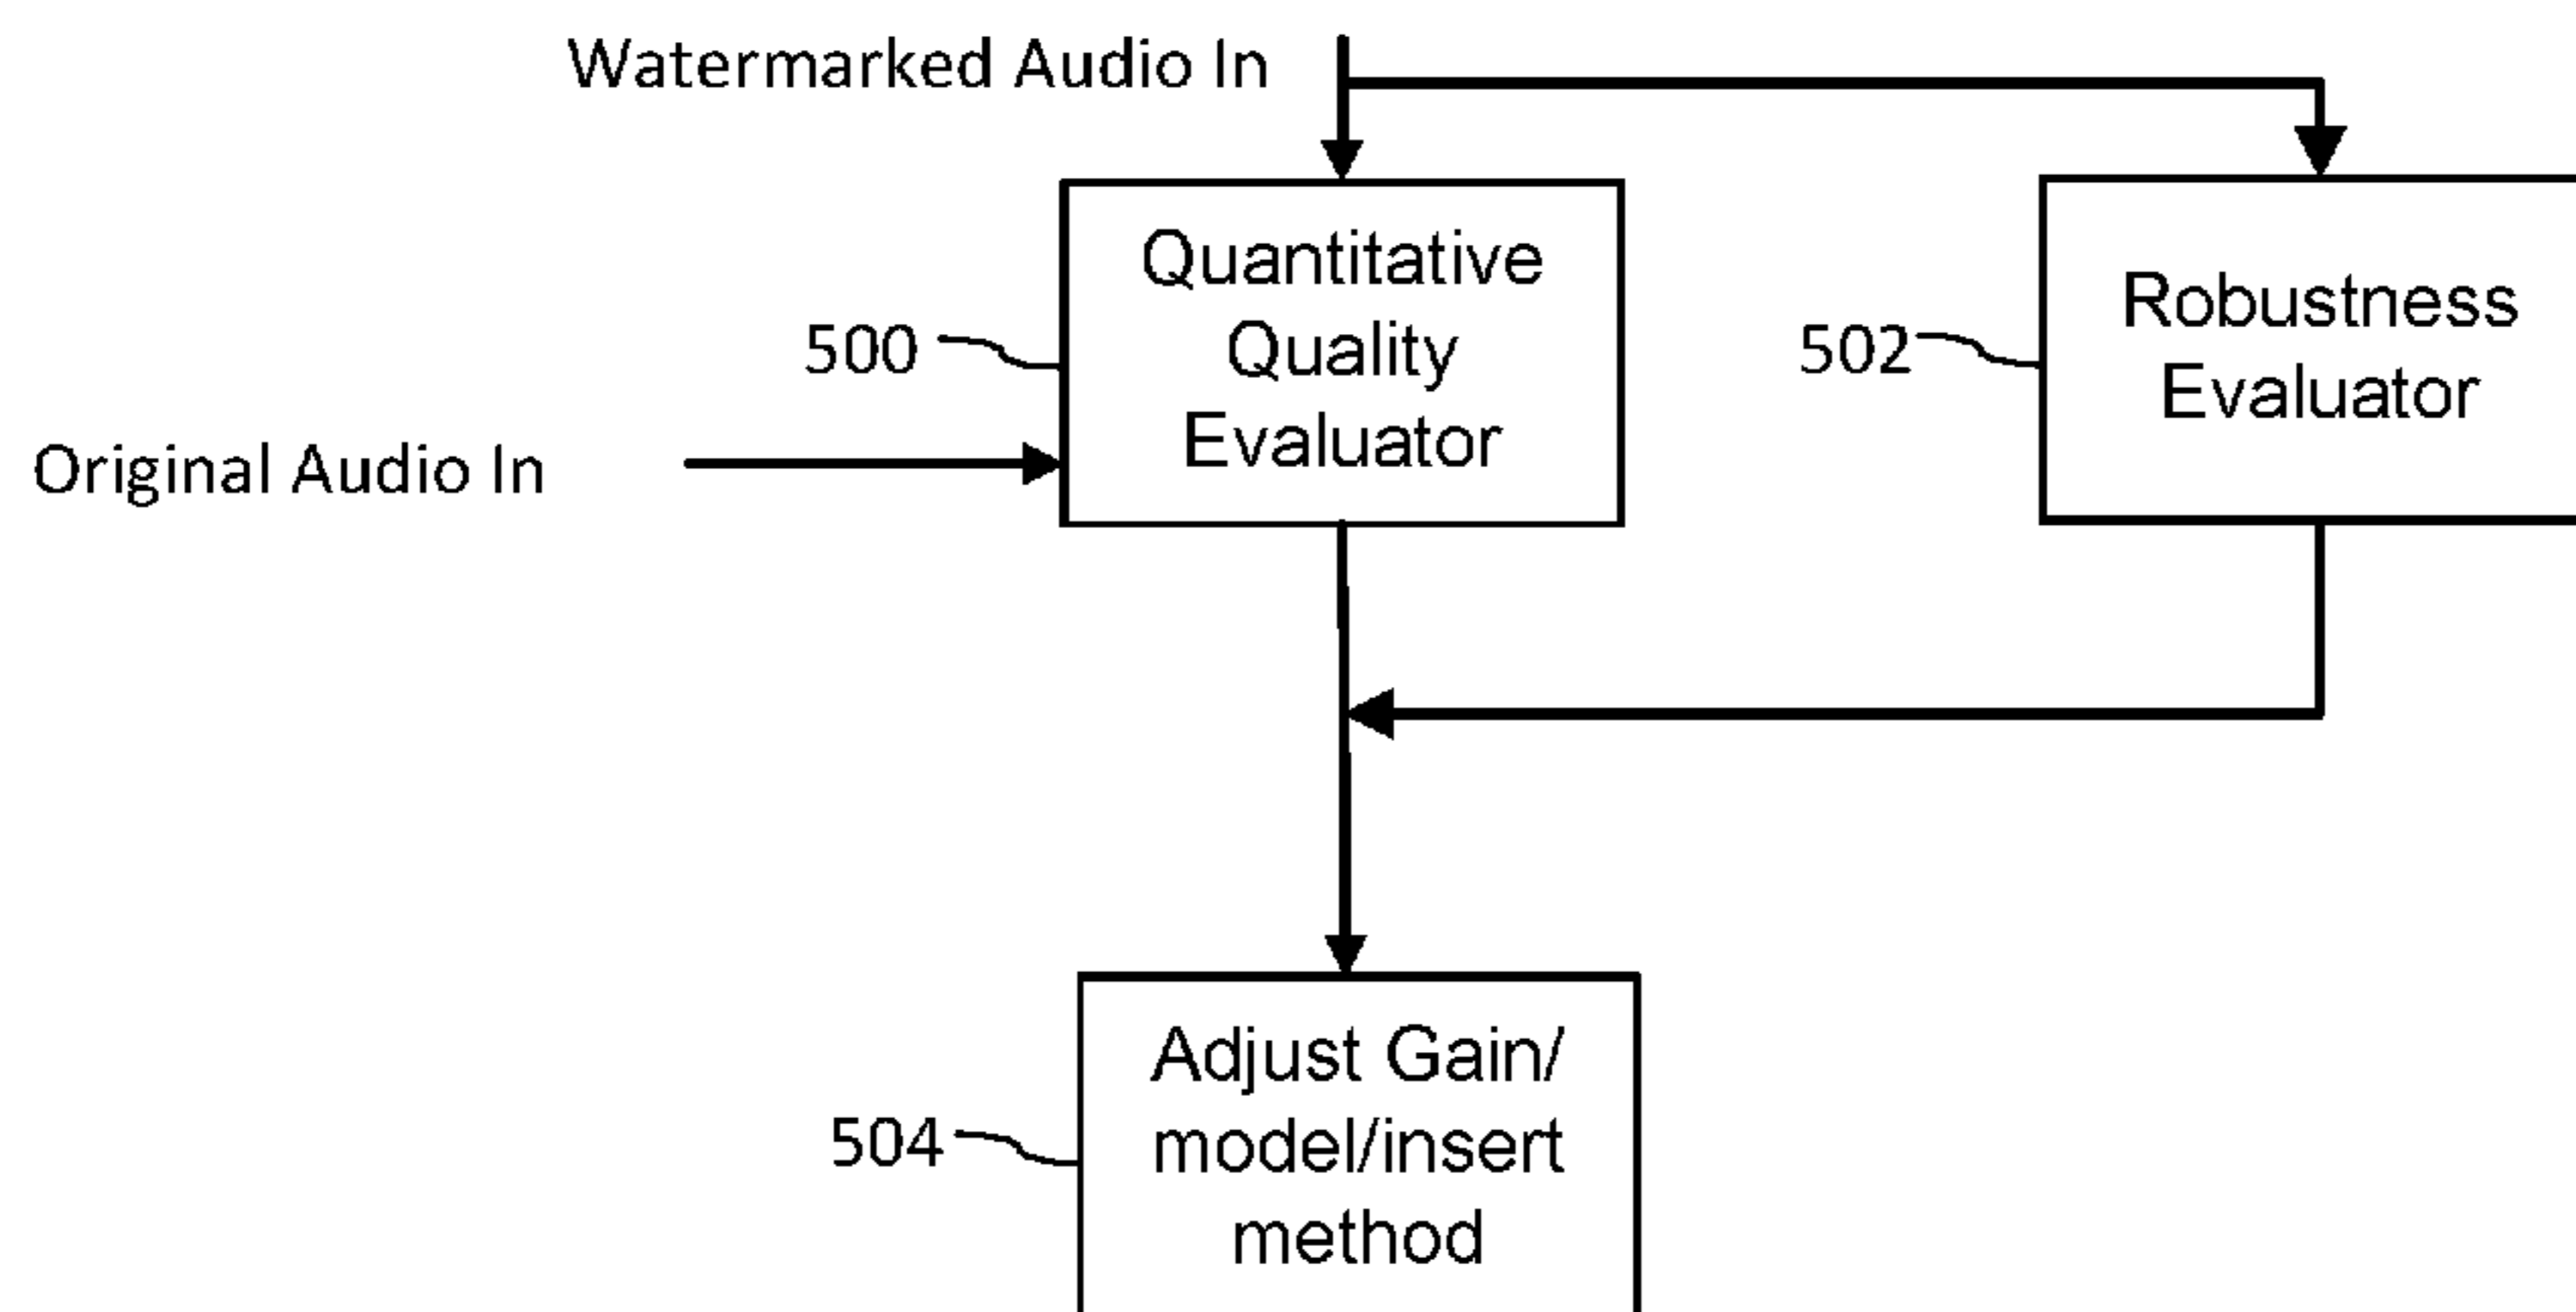 Watermarked Audio In
Quantitative
Quality
Evaluator
500
Robustness
Evaluator
502
Original Audio In
Adjust Gain/
model/insert
method
504